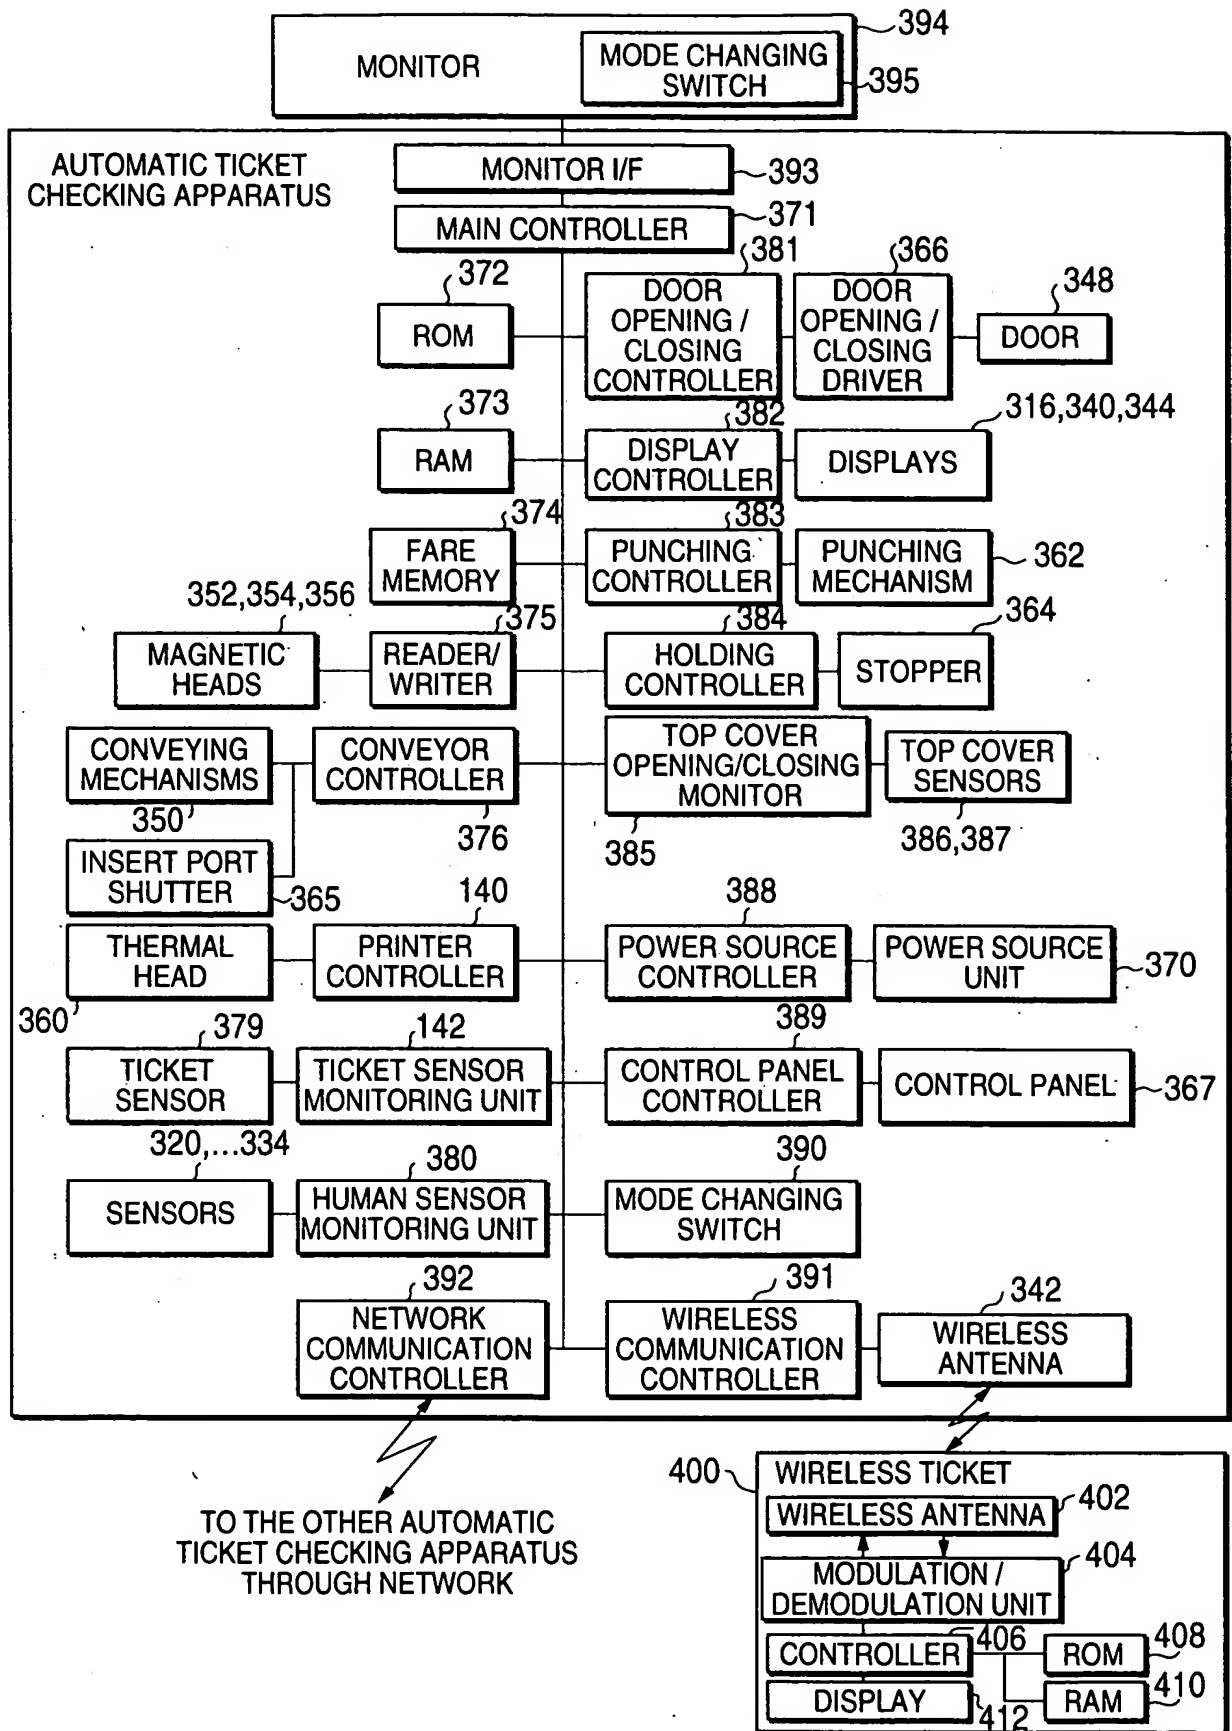 394
MONITOR
MODE CHANGING
SWITCH
395
AUTOMATIC TICKET
CHECKING APPARATUS
MONITOR I/F
393
MAIN CONTROLLER
371
372
ROM
381
DOOR
OPENING /
CLOSING
CONTROLLER
366
DOOR
OPENING /
CLOSING
DRIVER
348
DOOR
373
RAM
382
DISPLAY
CONTROLLER
316,340,344
DISPLAYS
374
FARE
MEMORY
383
PUNCHING
CONTROLLER
PUNCHING
MECHANISM
362
352,354,356
MAGNETIC
HEADS
375
READER/
WRITER
384
HOLDING
CONTROLLER
364
STOPPER
CONVEYING
MECHANISMS
350
CONVEYOR
CONTROLLER
376
TOP COVER
OPENING/CLOSING
MONITOR
385
TOP COVER
SENSORS
386,387
INSERT PORT
SHUTTER
365
THERMAL
HEAD
360
140
PRINTER
CONTROLLER
388
POWER SOURCE
CONTROLLER
POWER SOURCE
UNIT
370
379
TICKET
SENSOR
142
TICKET SENSOR
MONITORING UNIT
389
CONTROL PANEL
CONTROLLER
CONTROL PANEL
367
320,...334
SENSORS
380
HUMAN SENSOR
MONITORING UNIT
390
MODE CHANGING
SWITCH
392
NETWORK
COMMUNICATION
CONTROLLER
391
WIRELESS
COMMUNICATION
CONTROLLER
342
WIRELESS
ANTENNA
TO THE OTHER AUTOMATIC
TICKET CHECKING APPARATUS
THROUGH NETWORK
400
WIRELESS TICKET
WIRELESS ANTENNA
402
MODULATION /
DEMODULATION UNIT
404
CONTROLLER
406
ROM
408
DISPLAY
412
RAM
410